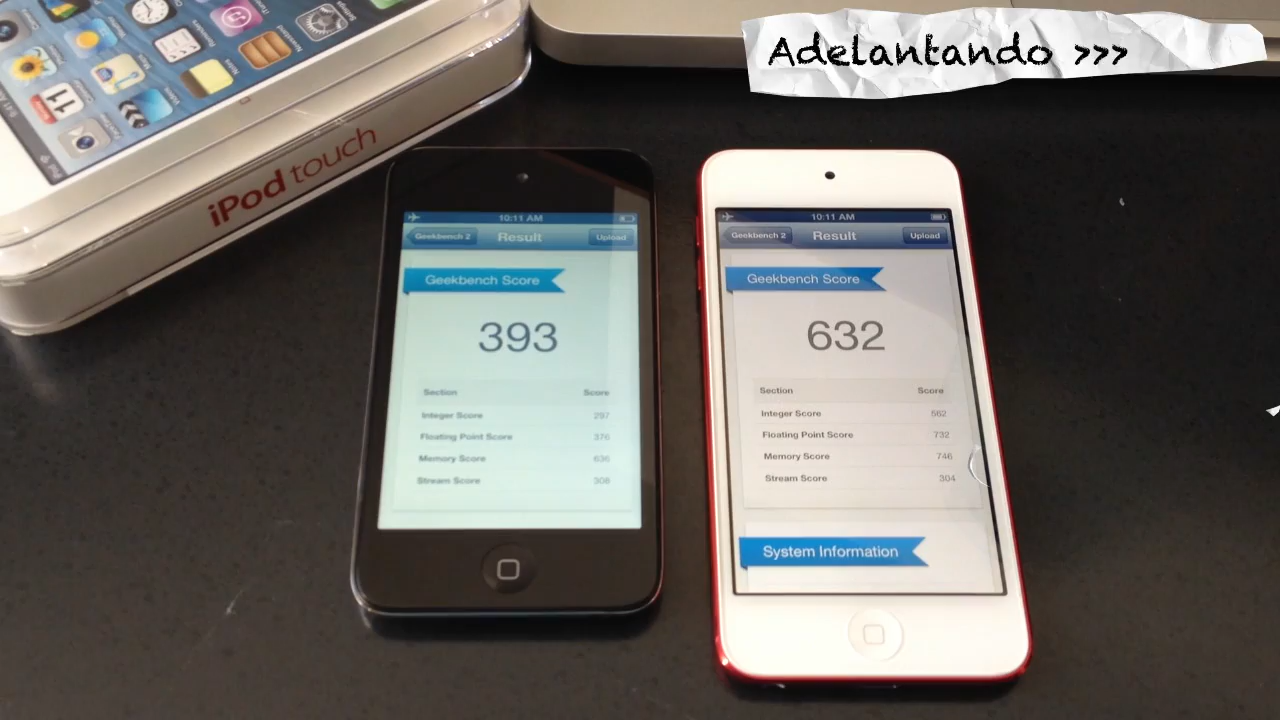 Adelantando >>>
iPod touch
10:11 AM
Geekbench 2
Result
Upload
Geekbench Score
393
Section Score
Integer Score 297
Floating Point Score 376
Memory Score 636
Stream Score 308
10:11 AM
Geekbench 2
Result
Upload
Geekbench Score
632
Section Score
Integer Score 562
Floating Point Score 732
Memory Score 746
Stream Score 304
System Information